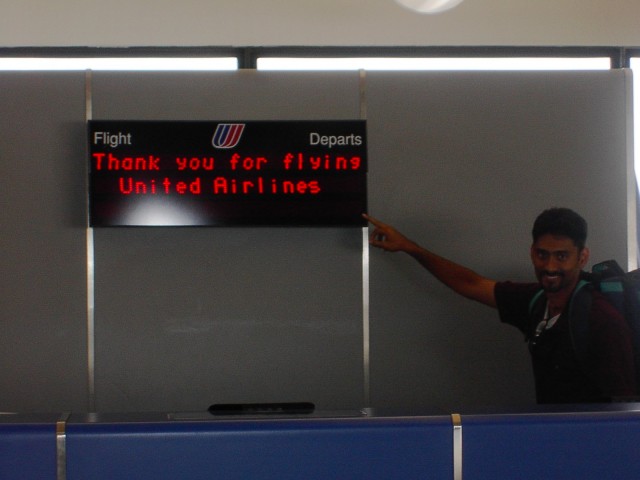 Flight Departs
Thank you for flying
United Airlines